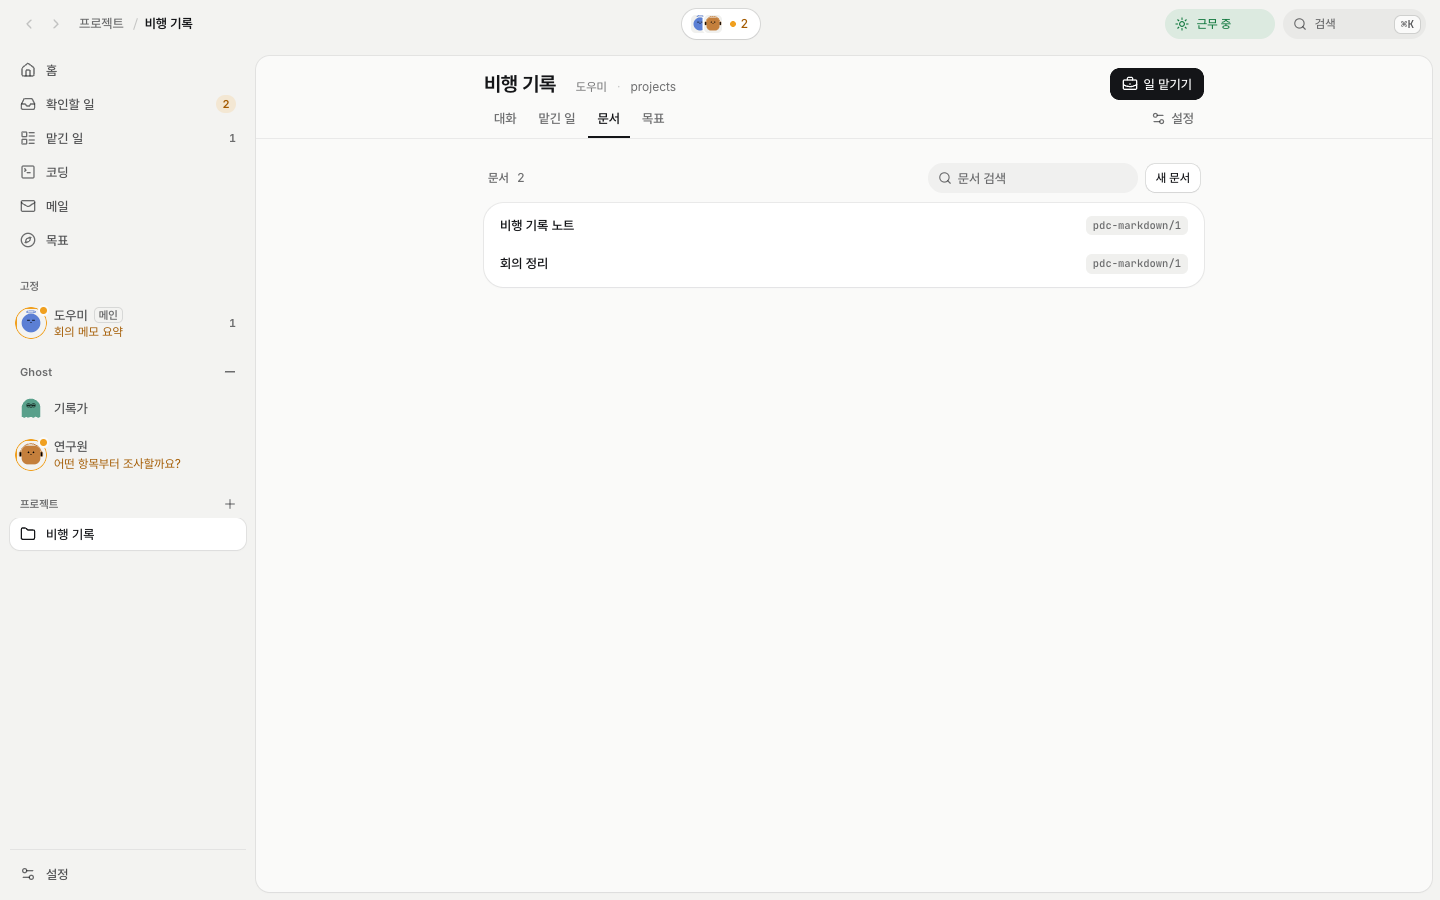 프로젝트 / 비행 기록
2
근무 중
검색 ⌘K
홈
확인할 일 2
맡긴 일 1
코딩
메일
목표
고정
도우미 메인
회의 메모 요약
1
Ghost
기록가
연구원
어떤 항목부터 조사할까요?
프로젝트
비행 기록
설정
비행 기록 도우미 · projects
일 맡기기
대화 맡긴 일 문서 목표 설정
문서 2
문서 검색
새 문서
비행 기록 노트 pdc-markdown/1
회의 정리 pdc-markdown/1